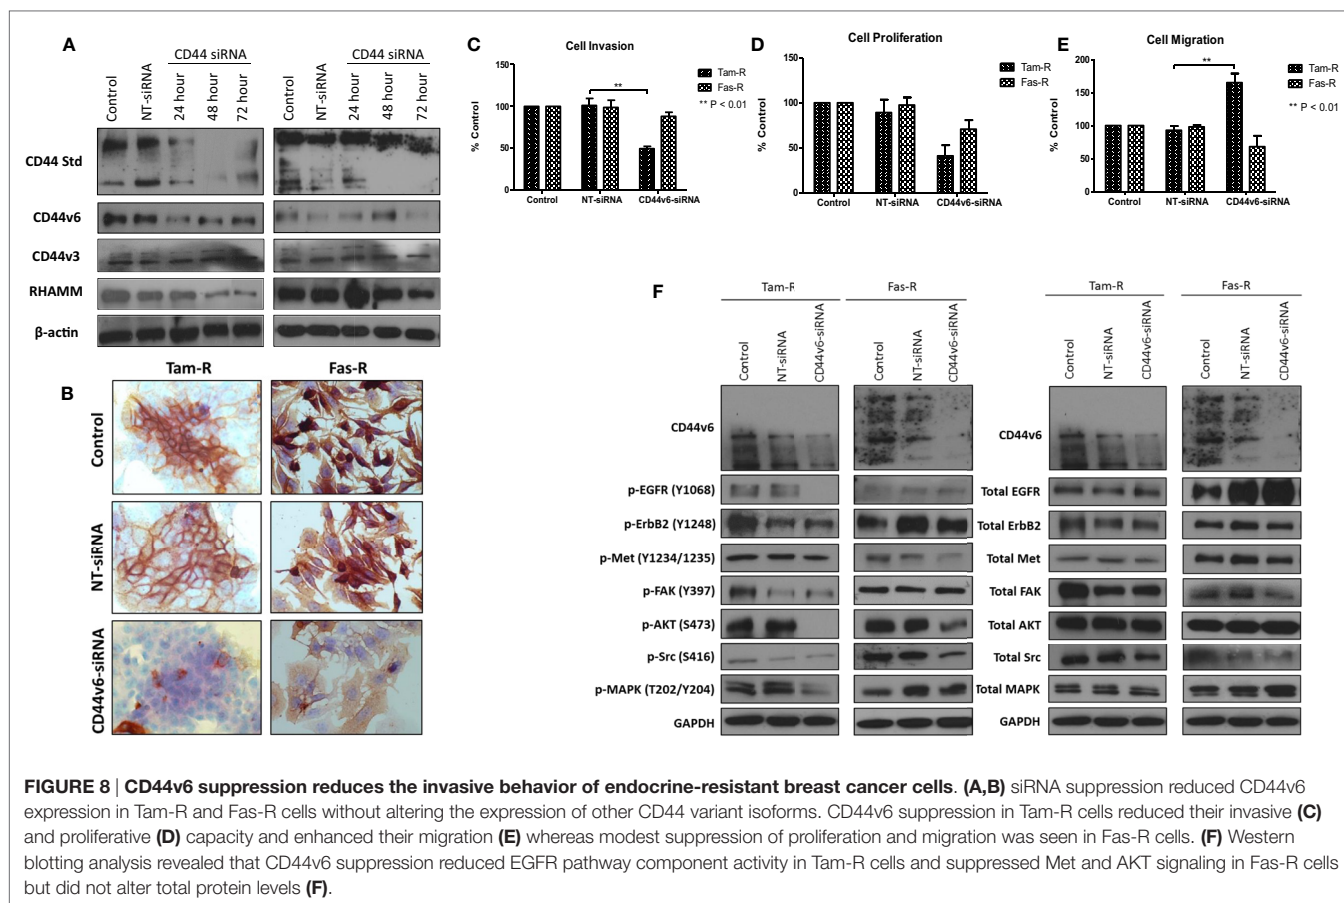 A
CD44 siRNA
CD44 siRNA
Control
NT-siRNA
24 hour
48 hour
72 hour
Control
NT-siRNA
24 hour
48 hour
72 hour
CD44 Std
CD44v6
CD44v3
RHAMM
β-actin
B
Tam-R
Fas-R
Control
NT-siRNA
CD44v6-siRNA
C
Cell Invasion
% Control
150
100
50
0
**
Control
NT-siRNA
CD44v6-siRNA
Tam-R
Fas-R
** P < 0.01
D
Cell Proliferation
% Control
150
100
50
0
Control
NT-siRNA
CD44v6-siRNA
Tam-R
Fas-R
E
Cell Migration
% Control
200
150
100
50
0
**
Control
NT-siRNA
CD44v6-siRNA
Tam-R
Fas-R
** P < 0.01
F
Tam-R
Fas-R
Control
NT-siRNA
CD44v6-siRNA
Control
NT-siRNA
CD44v6-siRNA
CD44v6
p-EGFR (Y1068)
p-ErbB2 (Y1248)
p-Met (Y1234/1235)
p-FAK (Y397)
p-AKT (S473)
p-Src (S416)
p-MAPK (T202/Y204)
GAPDH
Tam-R
Fas-R
Control
NT-siRNA
CD44v6-siRNA
Control
NT-siRNA
CD44v6-siRNA
CD44v6
Total EGFR
Total ErbB2
Total Met
Total FAK
Total AKT
Total Src
Total MAPK
GAPDH
FIGURE 8 | CD44v6 suppression reduces the invasive behavior of endocrine-resistant breast cancer cells. (A,B) siRNA suppression reduced CD44v6
expression in Tam-R and Fas-R cells without altering the expression of other CD44 variant isoforms. CD44v6 suppression in Tam-R cells reduced their invasive (C)
and proliferative (D) capacity and enhanced their migration (E) whereas modest suppression of proliferation and migration was seen in Fas-R cells. (F) Western
blotting analysis revealed that CD44v6 suppression reduced EGFR pathway component activity in Tam-R cells and suppressed Met and AKT signaling in Fas-R cells
but did not alter total protein levels (F).